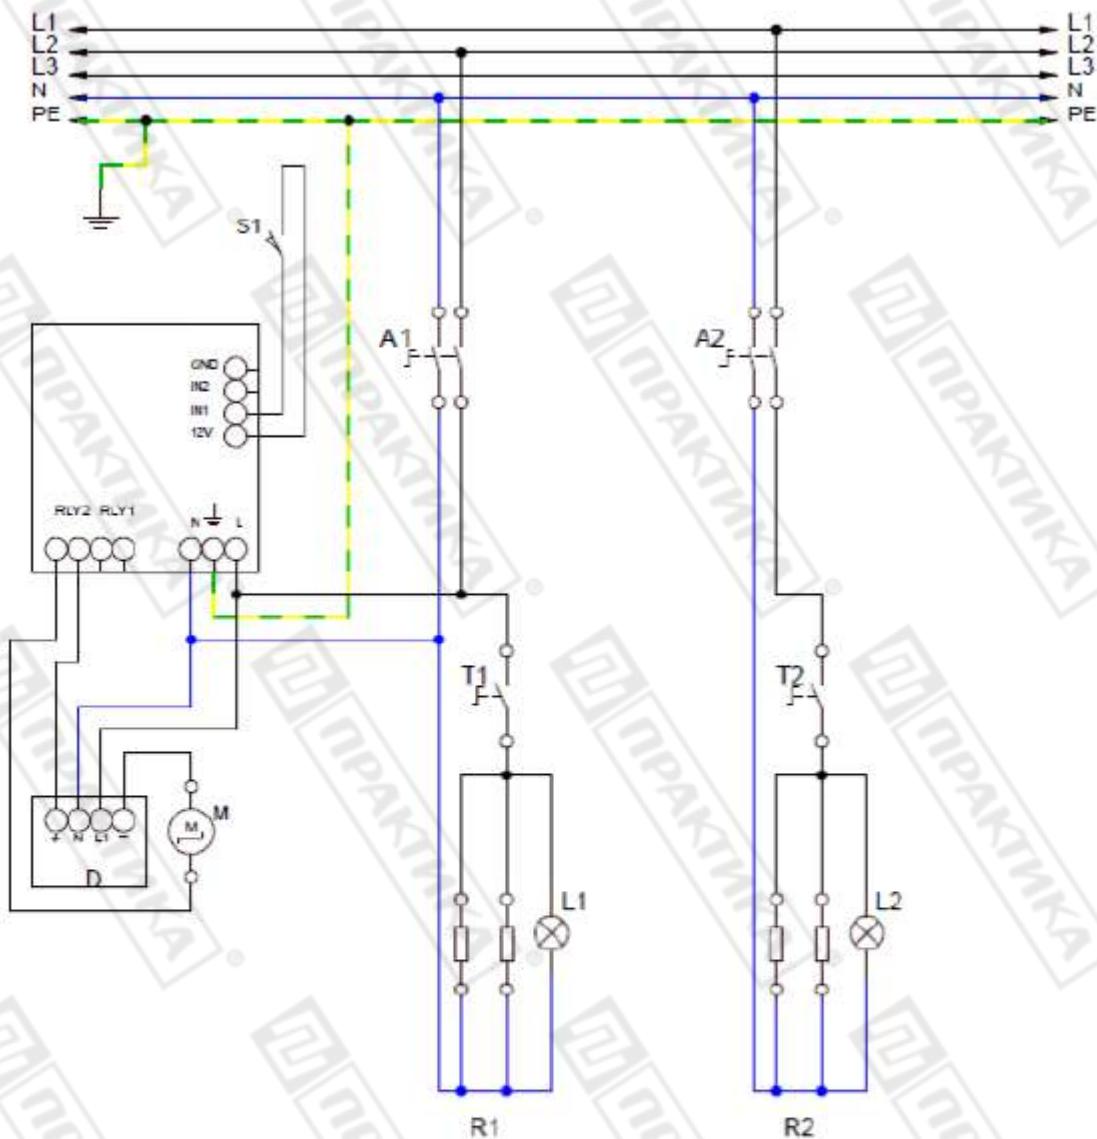 L1 L1
L2 L2
L3 L3
N N
PE PE
S1
A1 A2
GND
IN2
IN1
12V
RLY2 RLY1 N L
T1 T2
M M
+ N L1 −
D
L1 L2
R1 R2
ПРАКТИКА ®